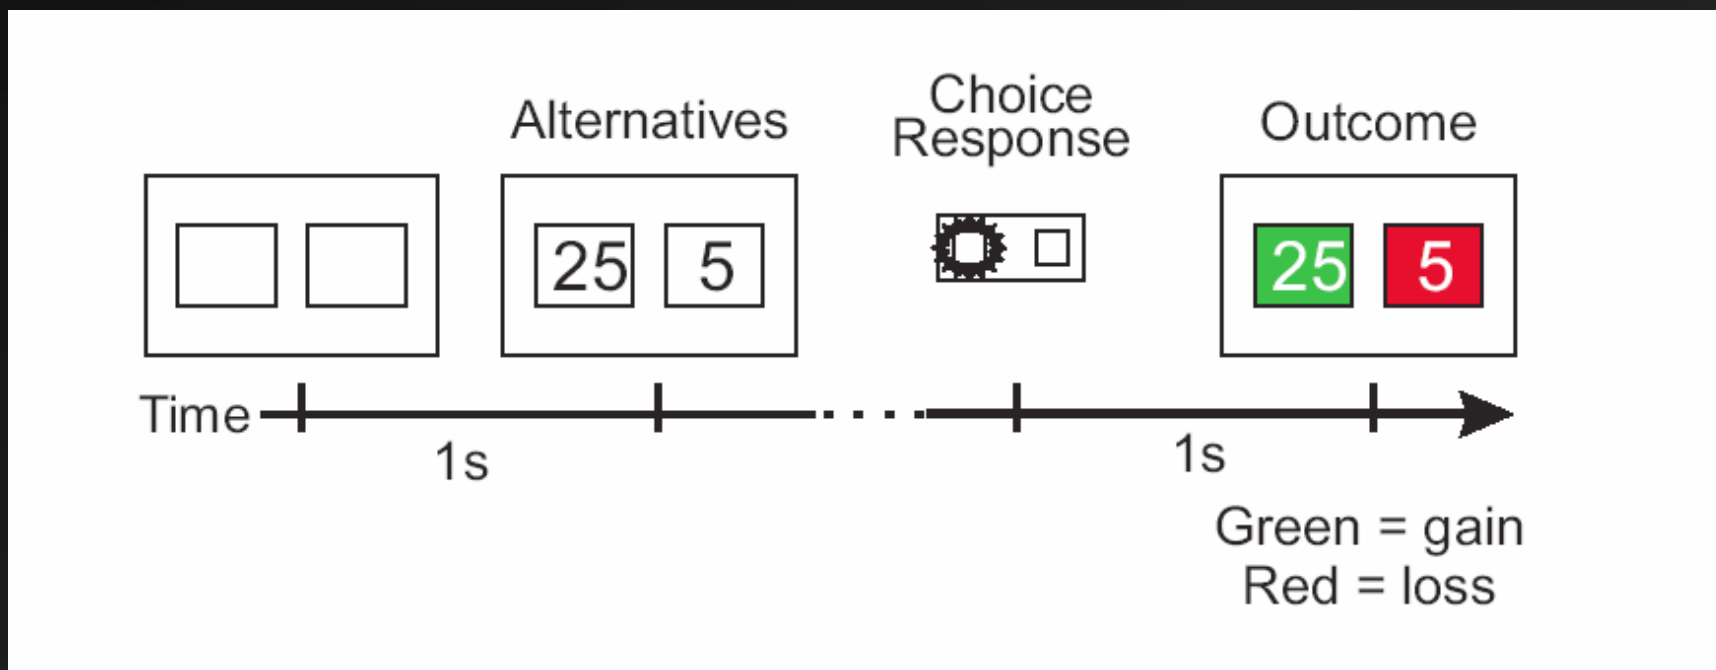 Alternatives
Choice
Response
Outcome
25 5
25 5
Time
1s
1s
Green = gain
Red = loss